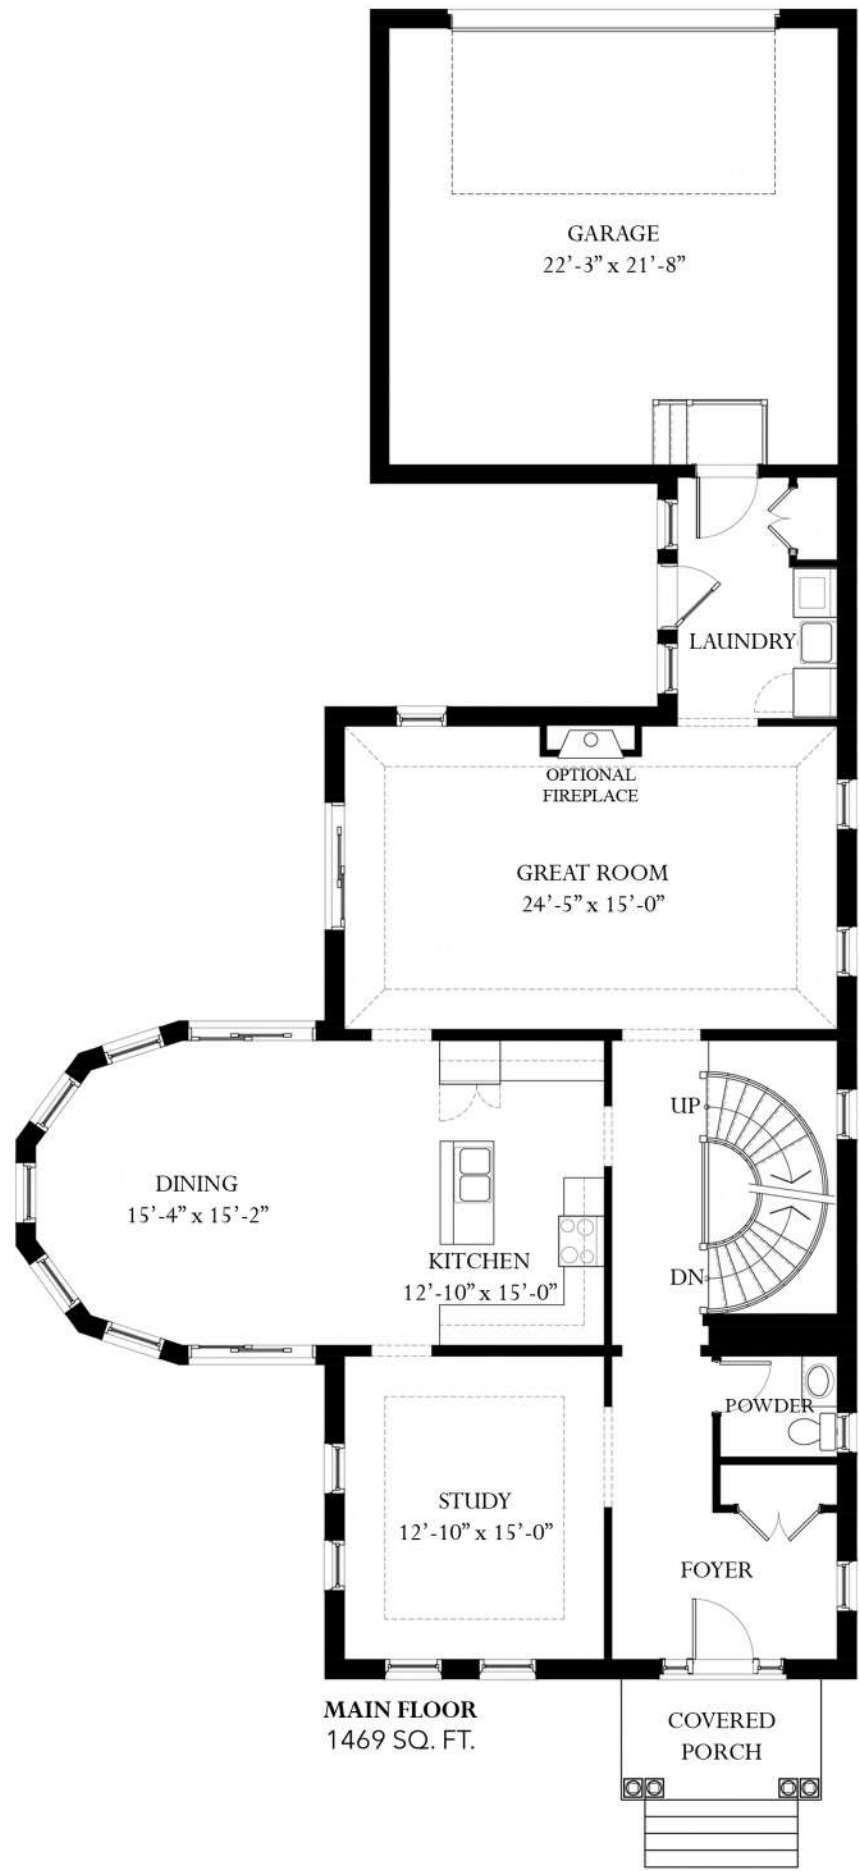 GARAGE
22'-3" x 21'-8"
LAUNDRY
OPTIONAL
FIREPLACE
GREAT ROOM
24'-5" x 15'-0"
UP
DINING
15'-4" x 15'-2"
KITCHEN
12'-10" x 15'-0"
DN
POWDER
STUDY
12'-10" x 15'-0"
FOYER
MAIN FLOOR
1469 SQ. FT.
COVERED
PORCH